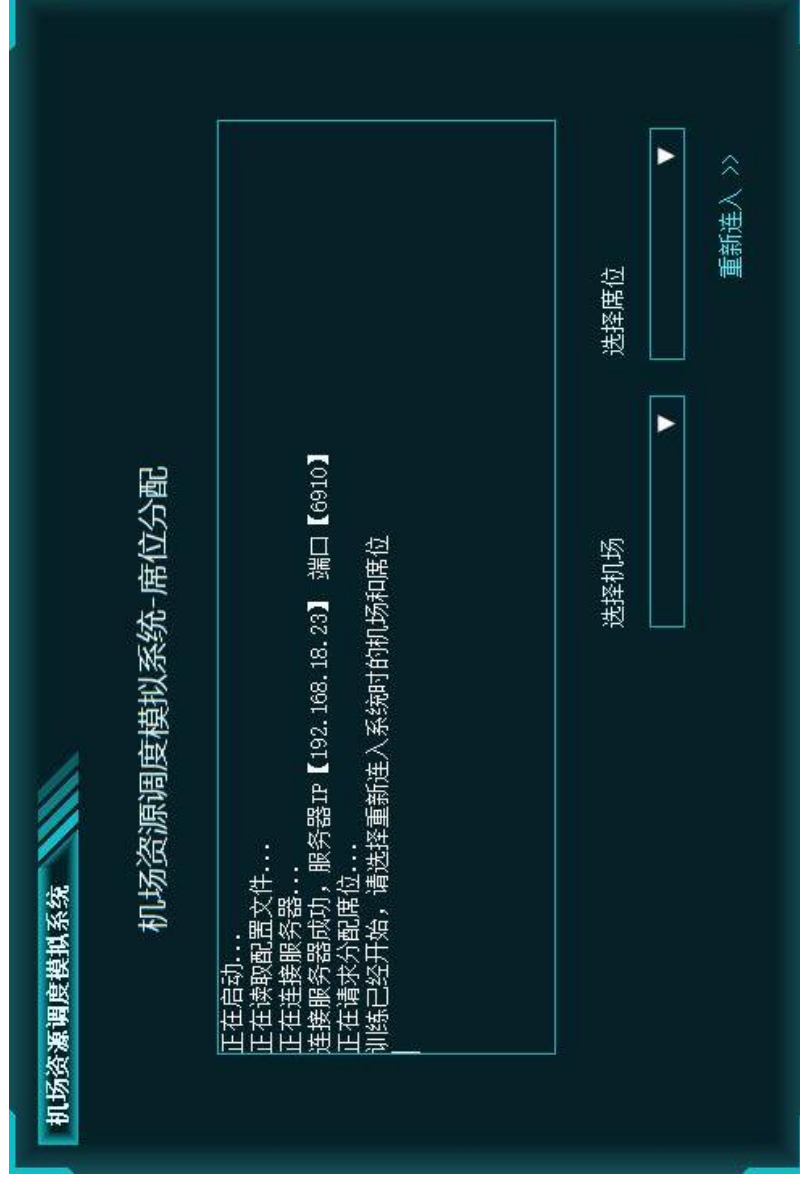 机场资源调度模拟系统
机场资源调度模拟系统-席位分配
正在启动...
正在读取配置文件...
正在连接服务器...
连接服务器成功，服务器IP【192.168.18.23】 端口【6910】
正在请求分配席位...
训练已经开始，请选择重新连入系统时的机场和席位
选择机场
选择席位
重新连入 >>